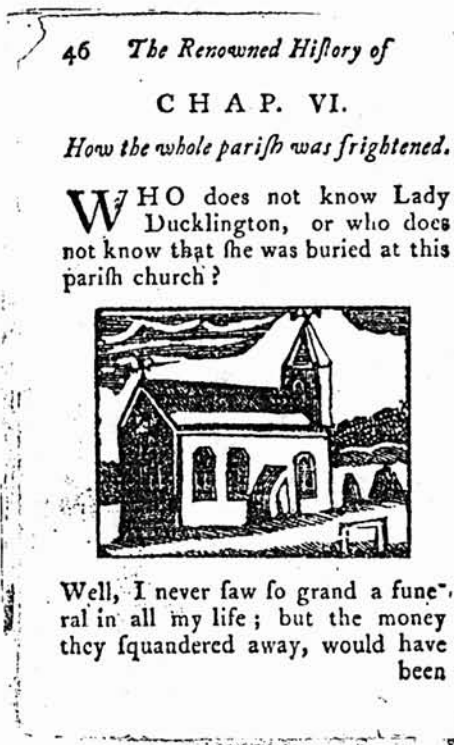 46 The Renowned Hiſtory of
CHAP. VI.
How the whole pariſh was frightened.
WHO does not know Lady
Ducklington, or who does
not know that ſhe was buried at this
pariſh church?
Well, I never ſaw ſo grand a fune-
ral in all my life; but the money
they ſquandered away, would have
been